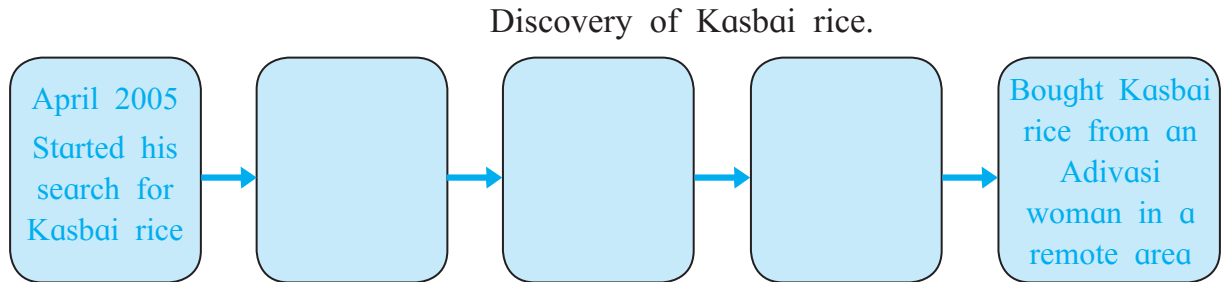 Discovery of Kasbai rice.
April 2005
Started his
search for
Kasbai rice
Bought Kasbai
rice from an
Adivasi
woman in a
remote area